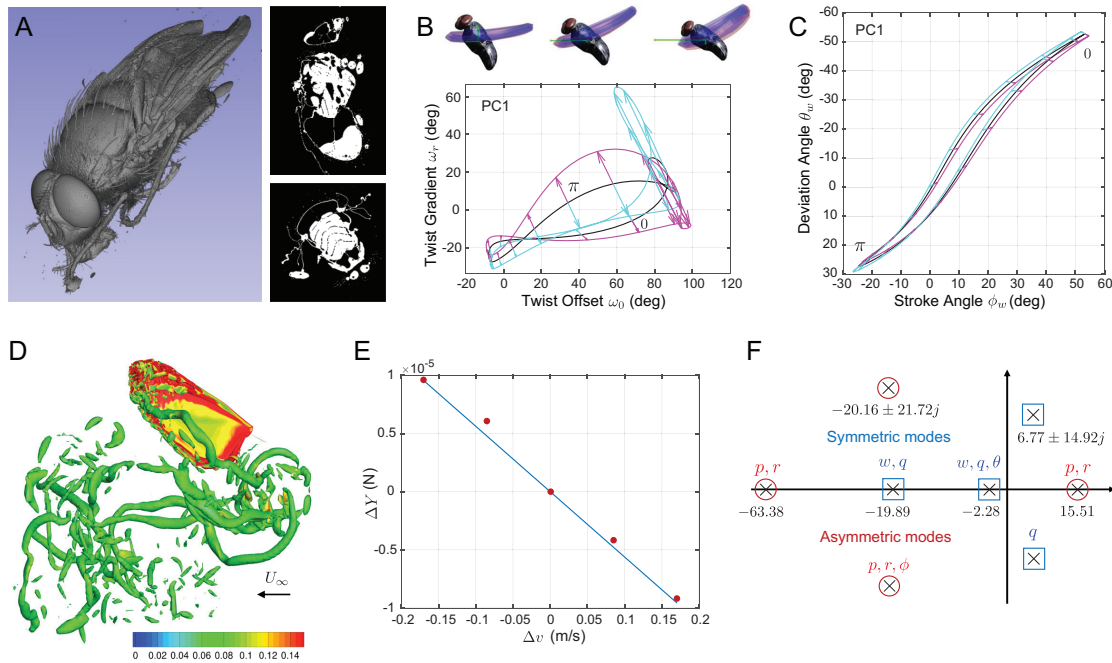 A
B
PC1
Twist Gradient ω_r (deg)
60
40
20
0
-20
π
0
-20 0 20 40 60 80 100 120
Twist Offset ω_0 (deg)
C
PC1
Deviation Angle θ_w (deg)
-60
-50
-40
-30
-20
-10
0
10
20
30
0
π
-30 -20 -10 0 10 20 30 40 50 60
Stroke Angle ϕ_w (deg)
D
U_∞
0 0.02 0.04 0.06 0.08 0.1 0.12 0.14
E
×10^-5
ΔY (N)
1
0.5
0
-0.5
-1
-0.2 -0.15 -0.1 -0.05 0 0.05 0.1 0.15 0.2
Δv (m/s)
F
−20.16 ± 21.72j
Symmetric modes
6.77 ± 14.92j
p, r
w, q
w, q, θ
p, r
−63.38
−19.89
−2.28
15.51
Asymmetric modes
q
p, r, ϕ